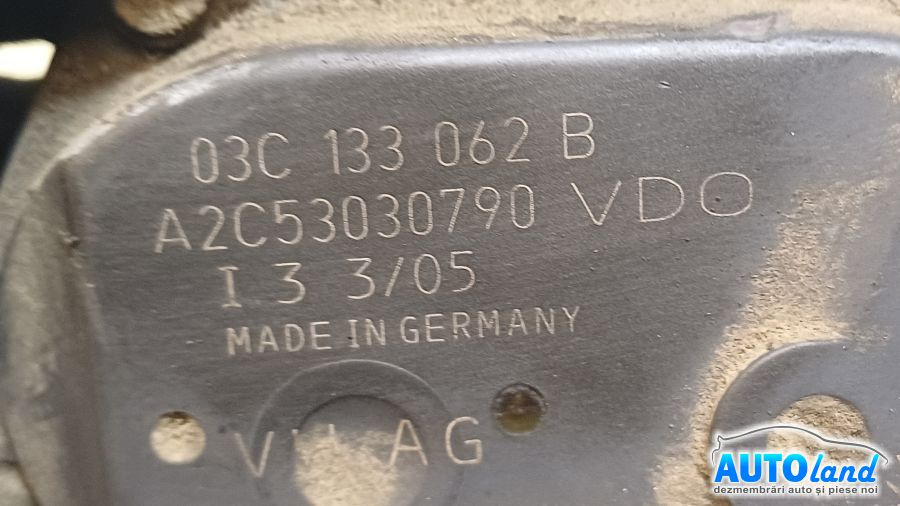 03C 133 062 B
A2C53030790 VDO
I 3 3/05
MADE IN GERMANY
AG
AUTOland
dezmembrări auto și piese noi